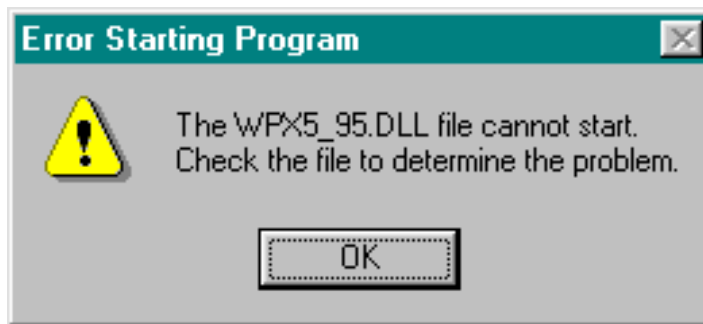 Error Starting Program
The WPX5_95.DLL file cannot start.
Check the file to determine the problem.
OK